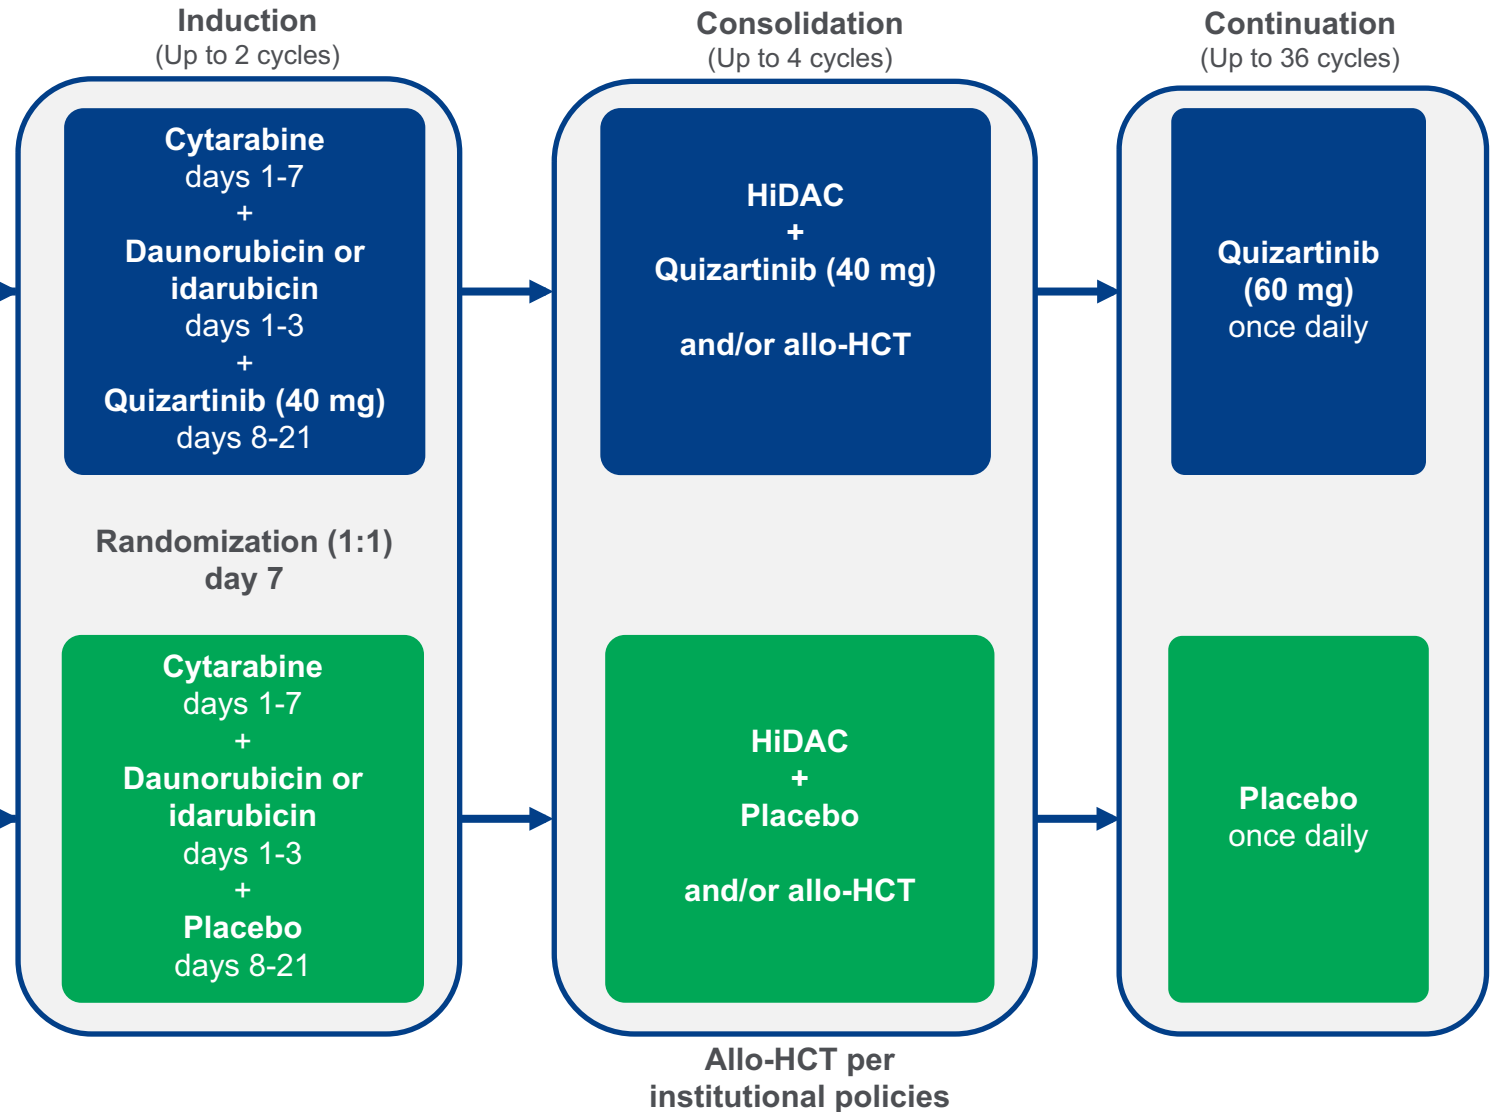 Induction
(Up to 2 cycles)
Cytarabine
days 1-7
+
Daunorubicin or
idarubicin
days 1-3
+
Quizartinib (40 mg)
days 8-21
Randomization (1:1)
day 7
Cytarabine
days 1-7
+
Daunorubicin or
idarubicin
days 1-3
+
Placebo
days 8-21
Consolidation
(Up to 4 cycles)
HiDAC
+
Quizartinib (40 mg)
and/or allo-HCT
HiDAC
+
Placebo
and/or allo-HCT
Allo-HCT per
institutional policies
Continuation
(Up to 36 cycles)
Quizartinib
(60 mg)
once daily
Placebo
once daily